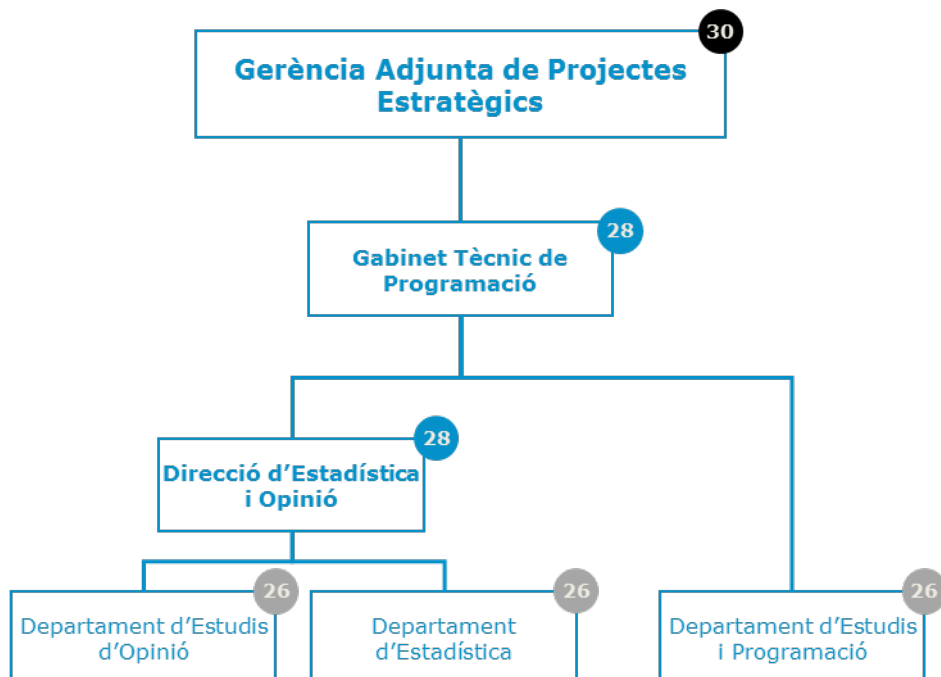 30
Gerència Adjunta de Projectes
Estratègics
28
Gabinet Tècnic de
Programació
28
Direcció d’Estadística
i Opinió
26
Departament d’Estudis
d’Opinió
26
Departament
d’Estadística
26
Departament d’Estudis
i Programació